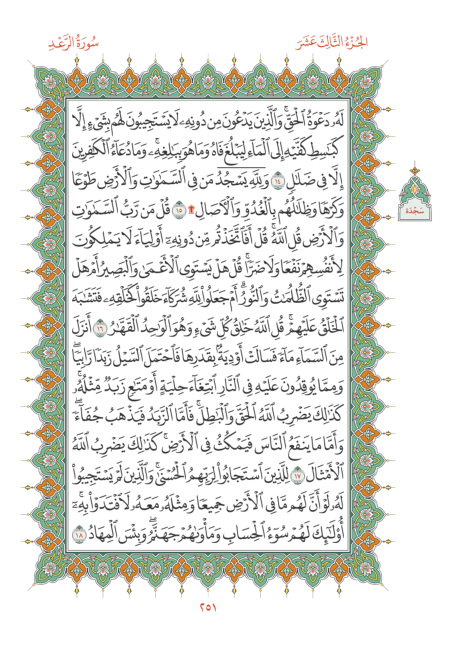 سُورَةُ الرَّعْدِ
الجُزْءُ الثَّالِثَ عَشَرَ
لَهُۥ دَعْوَةُ ٱلْحَقِّۚ وَٱلَّذِينَ يَدْعُونَ مِن دُونِهِۦ لَا يَسْتَجِيبُونَ لَهُم بِشَىْءٍ إِلَّا
كَبَـٰسِطِ كَفَّيْهِ إِلَى ٱلْمَآءِ لِيَبْلُغَ فَاهُ وَمَا هُوَ بِبَـٰلِغِهِۦۚ وَمَا دُعَآءُ ٱلْكَـٰفِرِينَ
إِلَّا فِى ضَلَـٰلٍ ١٤ وَلِلَّهِ يَسْجُدُ مَن فِى ٱلسَّمَـٰوَٰتِ وَٱلْأَرْضِ طَوْعًا
وَكَرْهًا وَظِلَـٰلُهُم بِٱلْغُدُوِّ وَٱلْـَٔاصَالِ ۩ ١٥ قُلْ مَن رَّبُّ ٱلسَّمَـٰوَٰتِ
وَٱلْأَرْضِ قُلِ ٱللَّهُۚ قُلْ أَفَٱتَّخَذْتُم مِّن دُونِهِۦٓ أَوْلِيَآءَ لَا يَمْلِكُونَ
لِأَنفُسِهِمْ نَفْعًا وَلَا ضَرًّاۚ قُلْ هَلْ يَسْتَوِى ٱلْأَعْمَىٰ وَٱلْبَصِيرُ أَمْ هَلْ
تَسْتَوِى ٱلظُّلُمَـٰتُ وَٱلنُّورُۗ أَمْ جَعَلُوا۟ لِلَّهِ شُرَكَآءَ خَلَقُوا۟ كَخَلْقِهِۦ فَتَشَـٰبَهَ
ٱلْخَلْقُ عَلَيْهِمْۚ قُلِ ٱللَّهُ خَـٰلِقُ كُلِّ شَىْءٍ وَهُوَ ٱلْوَٰحِدُ ٱلْقَهَّـٰرُ ١٦ أَنزَلَ
مِنَ ٱلسَّمَآءِ مَآءً فَسَالَتْ أَوْدِيَةٌۢ بِقَدَرِهَا فَٱحْتَمَلَ ٱلسَّيْلُ زَبَدًا رَّابِيًاۖ
وَمِمَّا يُوقِدُونَ عَلَيْهِ فِى ٱلنَّارِ ٱبْتِغَآءَ حِلْيَةٍ أَوْ مَتَـٰعٍ زَبَدٌ مِّثْلُهُۥۚ
كَذَٰلِكَ يَضْرِبُ ٱللَّهُ ٱلْحَقَّ وَٱلْبَـٰطِلَۚ فَأَمَّا ٱلزَّبَدُ فَيَذْهَبُ جُفَآءًۖ
وَأَمَّا مَا يَنفَعُ ٱلنَّاسَ فَيَمْكُثُ فِى ٱلْأَرْضِۚ كَذَٰلِكَ يَضْرِبُ ٱللَّهُ
ٱلْأَمْثَالَ ١٧ لِلَّذِينَ ٱسْتَجَابُوا۟ لِرَبِّهِمُ ٱلْحُسْنَىٰۚ وَٱلَّذِينَ لَمْ يَسْتَجِيبُوا۟
لَهُۥ لَوْ أَنَّ لَهُم مَّا فِى ٱلْأَرْضِ جَمِيعًا وَمِثْلَهُۥ مَعَهُۥ لَٱفْتَدَوْا۟ بِهِۦٓۚ
أُو۟لَـٰٓئِكَ لَهُمْ سُوٓءُ ٱلْحِسَابِ وَمَأْوَىٰهُمْ جَهَنَّمُۖ وَبِئْسَ ٱلْمِهَادُ ١٨
سَجْدَة
٢٥١